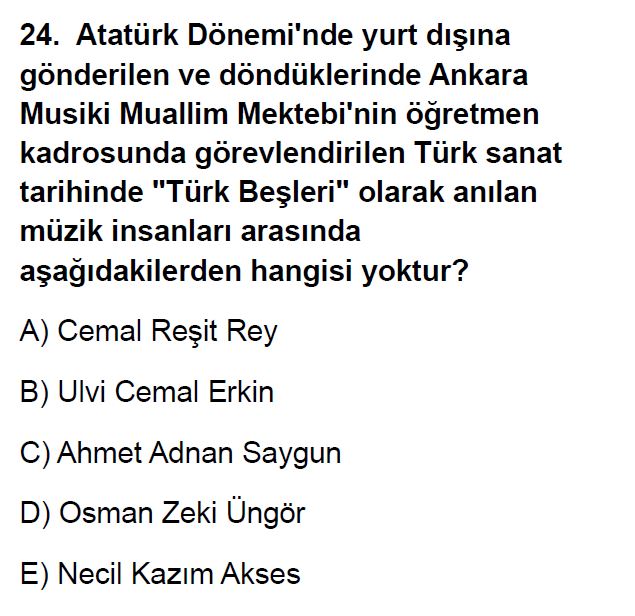 24.  Atatürk Dönemi'nde yurt dışına
gönderilen ve döndüklerinde Ankara
Musiki Muallim Mektebi'nin öğretmen
kadrosunda görevlendirilen Türk sanat
tarihinde "Türk Beşleri" olarak anılan
müzik insanları arasında
aşağıdakilerden hangisi yoktur?
A) Cemal Reşit Rey
B) Ulvi Cemal Erkin
C) Ahmet Adnan Saygun
D) Osman Zeki Üngör
E) Necil Kazım Akses